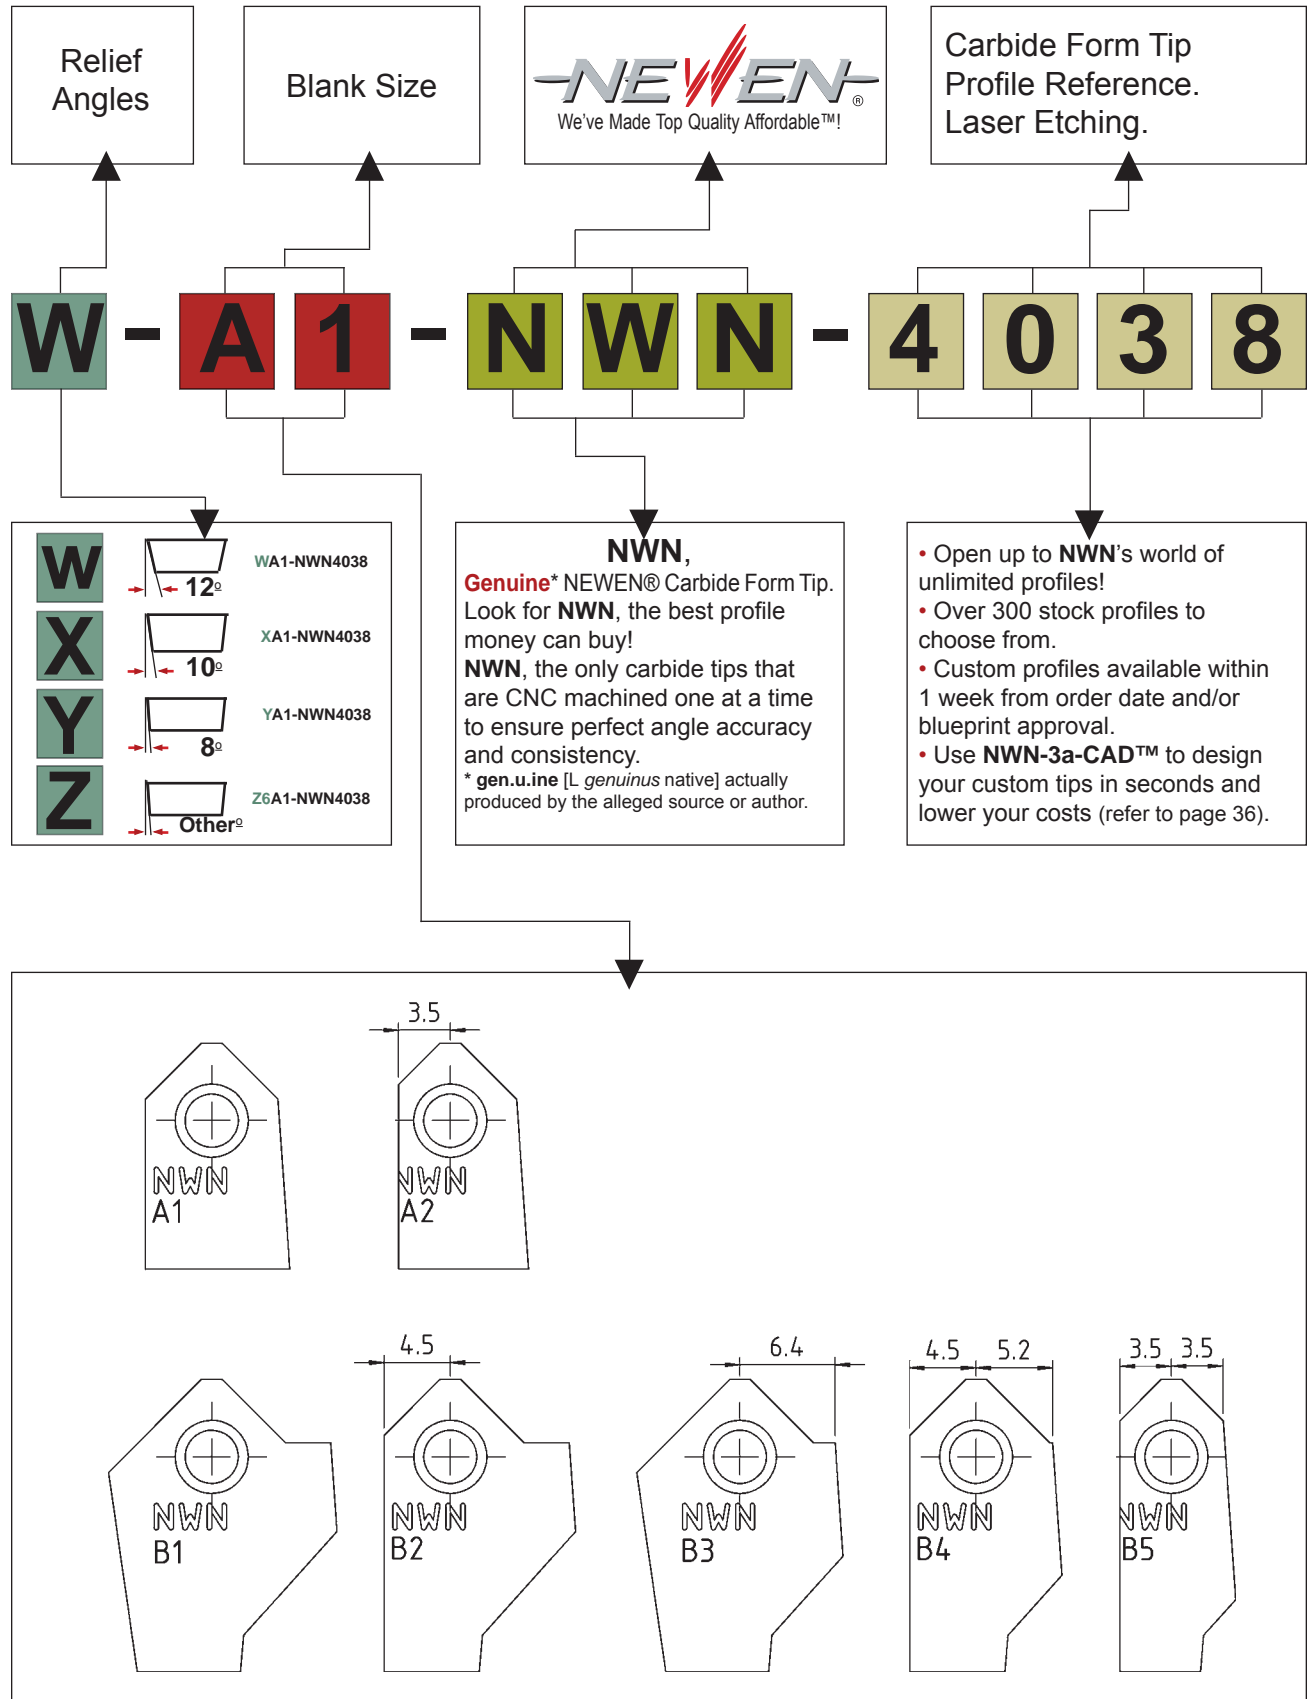 Relief
Angles
Blank Size
NEWEN®
We've Made Top Quality Affordable™!
Carbide Form Tip
Profile Reference.
Laser Etching.
W - A 1 - N W N - 4 0 3 8
W 12º WA1-NWN4038
X 10º XA1-NWN4038
Y 8º YA1-NWN4038
Z Otherº Z6A1-NWN4038
NWN,
Genuine* NEWEN® Carbide Form Tip.
Look for NWN, the best profile
money can buy!
NWN, the only carbide tips that
are CNC machined one at a time
to ensure perfect angle accuracy
and consistency.
* gen.u.ine [L genuinus native] actually
produced by the alleged source or author.
• Open up to NWN's world of
unlimited profiles!
• Over 300 stock profiles to
choose from.
• Custom profiles available within
1 week from order date and/or
blueprint approval.
• Use NWN-3a-CAD™ to design
your custom tips in seconds and
lower your costs (refer to page 36).
3.5
NWN
A1
NWN
A2
4.5
6.4
4.5 5.2
3.5 3.5
NWN
B1
NWN
B2
NWN
B3
NWN
B4
NWN
B5